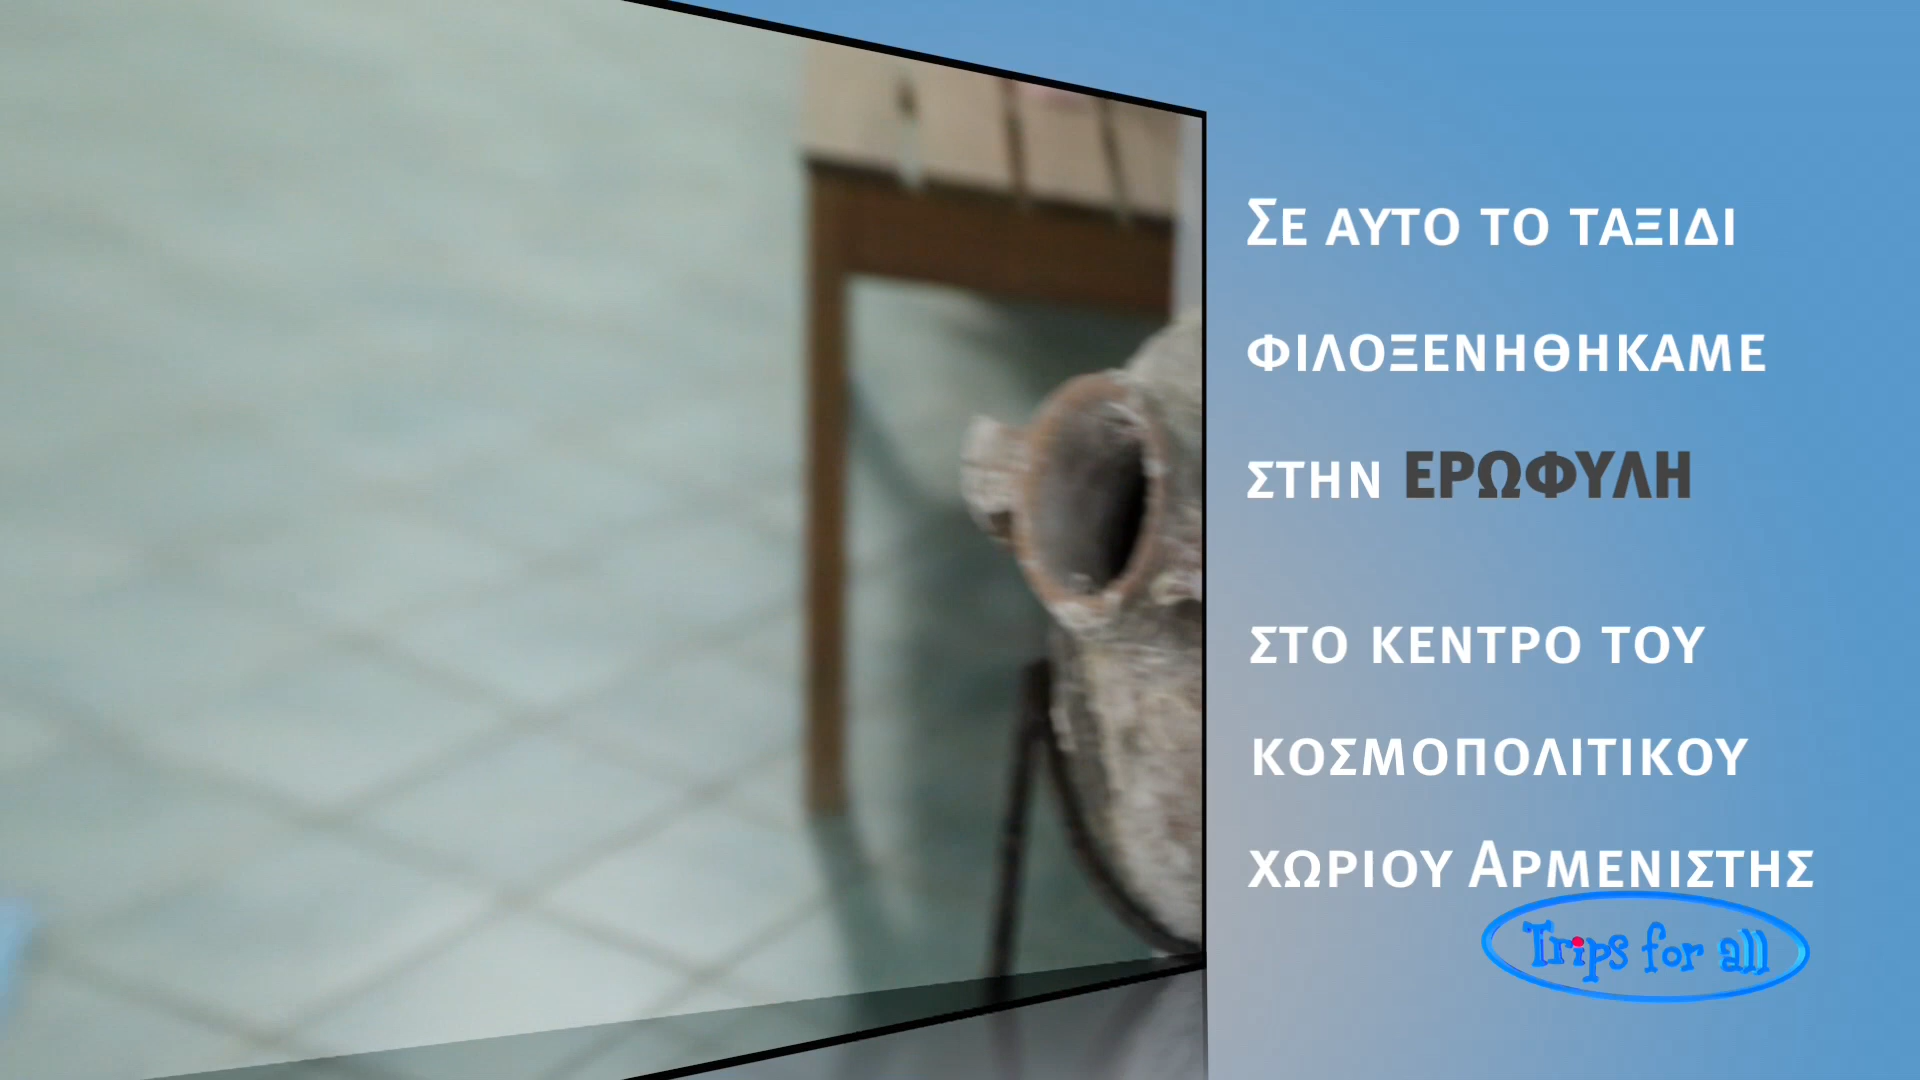 Σε αυτο το ταξιδι
φιλοξενηθηκαμε
στην ΕΡΩΦΥΛΗ
στο κεντρο του
κοσμοπολιτικου
χωριου Αρμενιστης
Trips for all